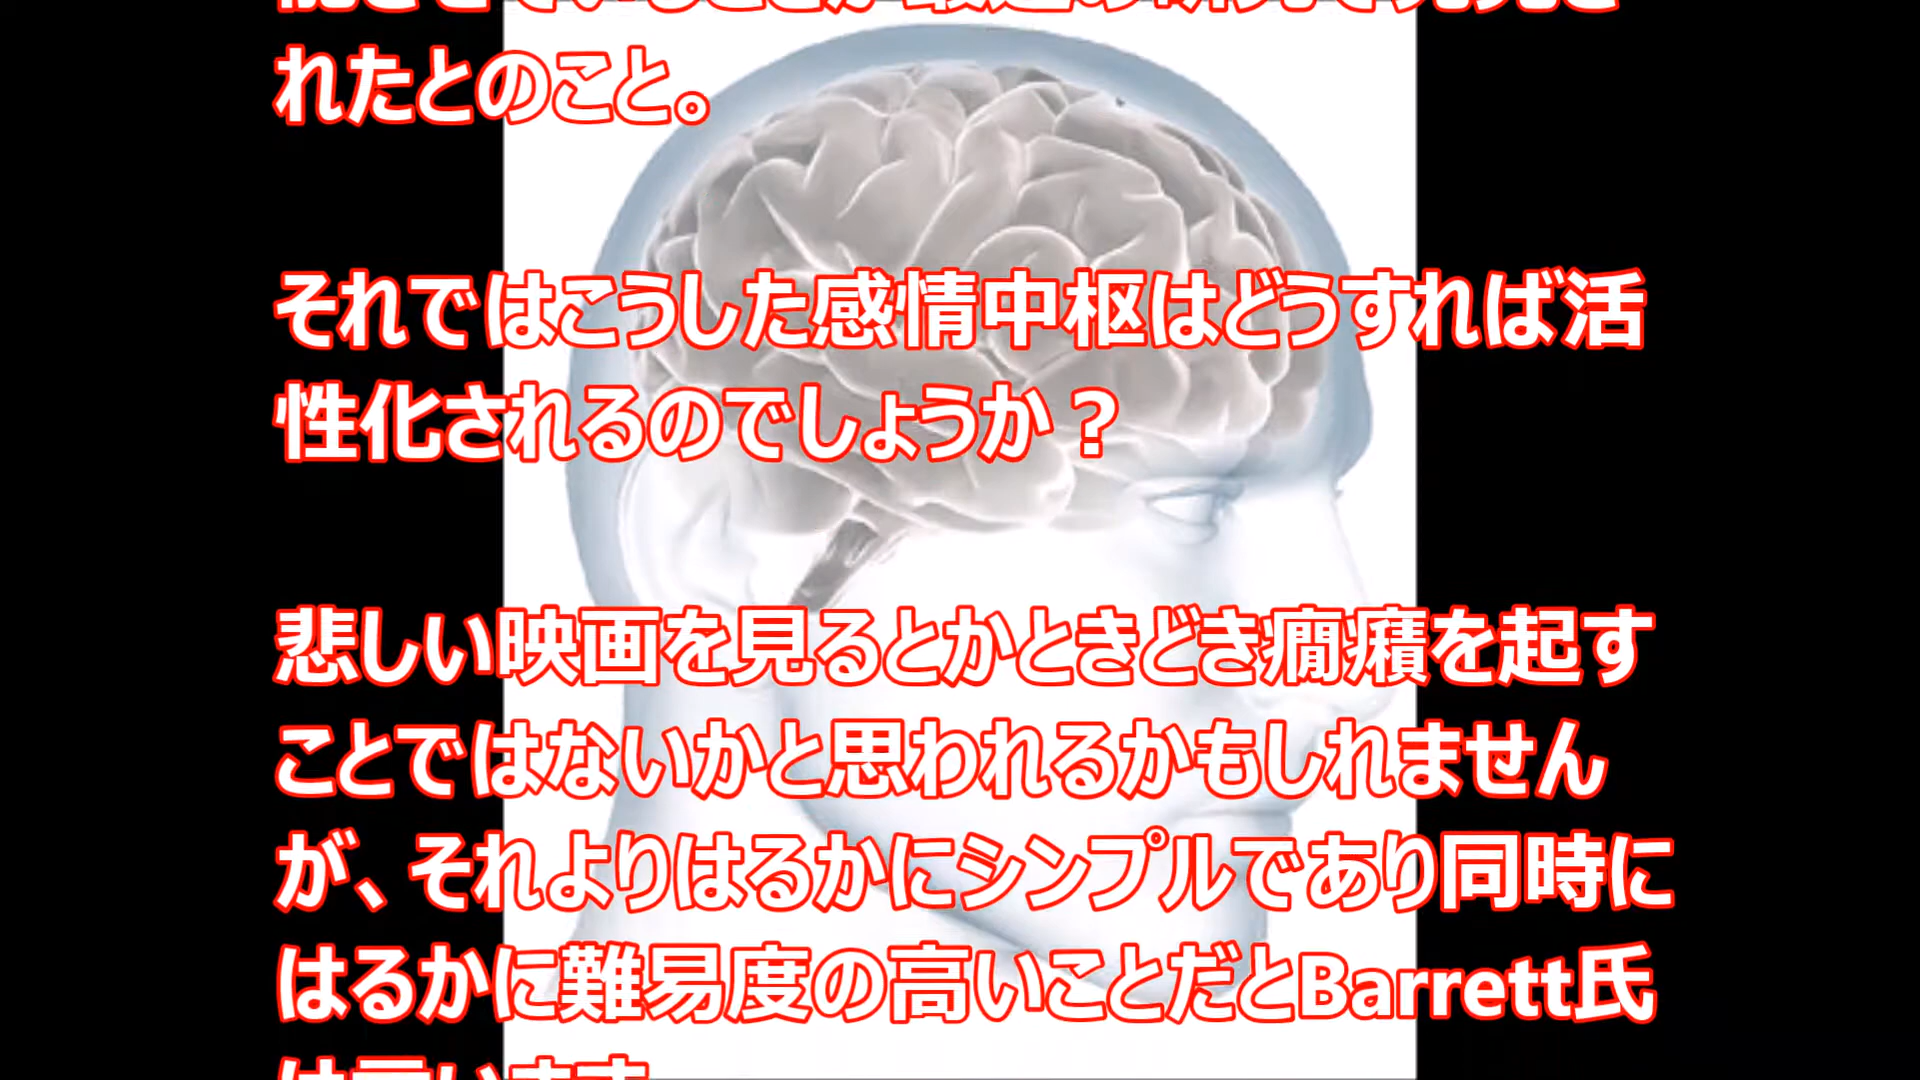 れたとのこと。
それではこうした感情中枢はどうすれば活
性化されるのでしょうか？
悲しい映画を見るとかときどき癇癪を起す
ことではないかと思われるかもしれません
が、それよりはるかにシンプルであり同時に
はるかに難易度の高いことだとBarrett氏
は言います